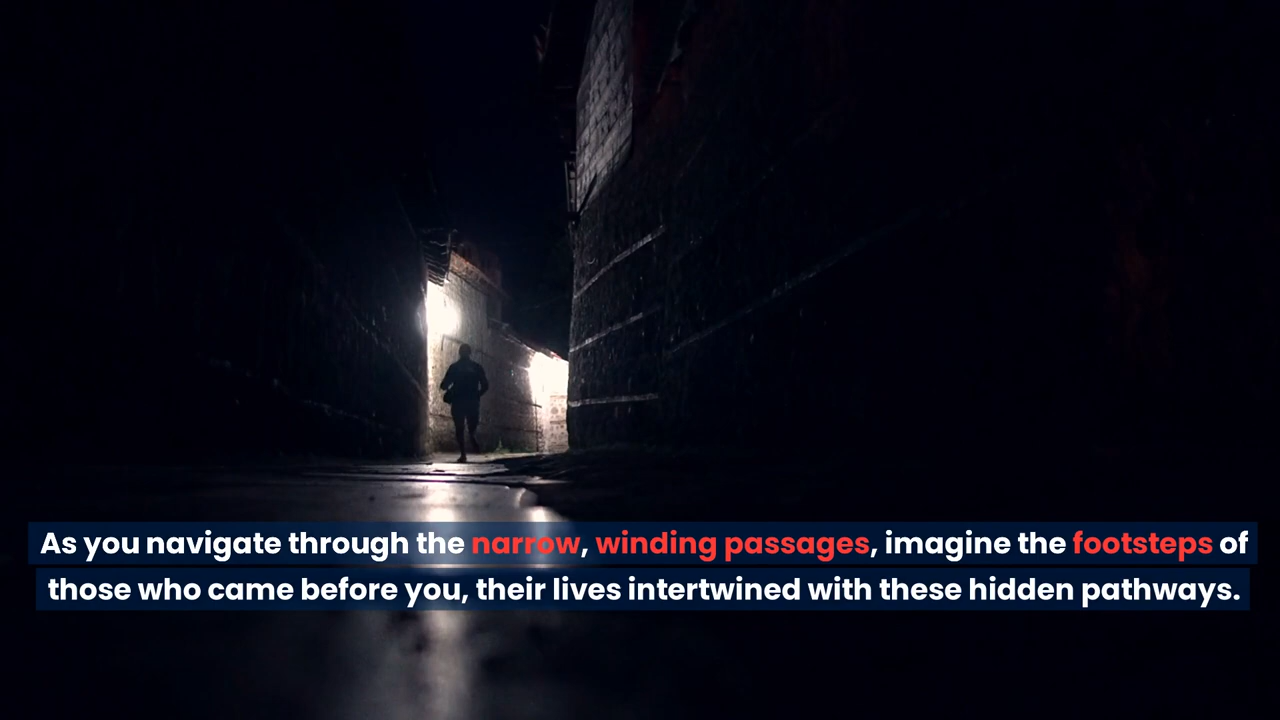 As you navigate through the narrow, winding passages, imagine the footsteps of
those who came before you, their lives intertwined with these hidden pathways.